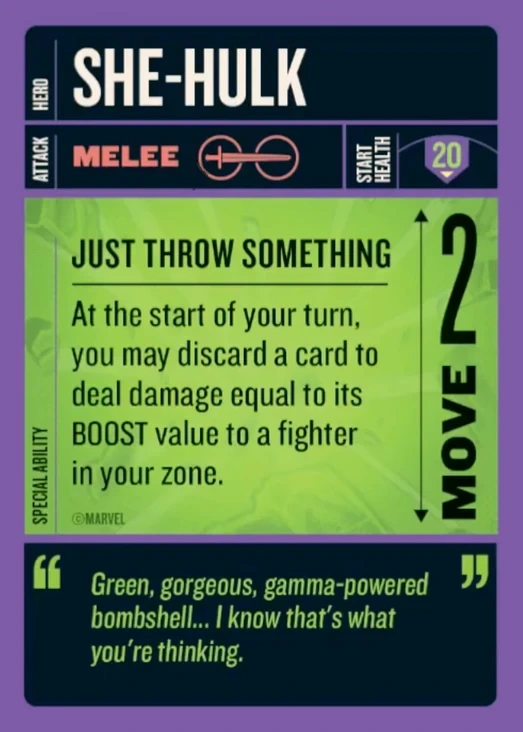 HERO
SHE-HULK
ATTACK
MELEE
START
HEALTH
20
JUST THROW SOMETHING
At the start of your turn,
you may discard a card to
deal damage equal to its
BOOST value to a fighter
in your zone.
SPECIAL ABILITY
©MARVEL
MOVE 2
“ Green, gorgeous, gamma-powered ”
bombshell... I know that's what
you're thinking.